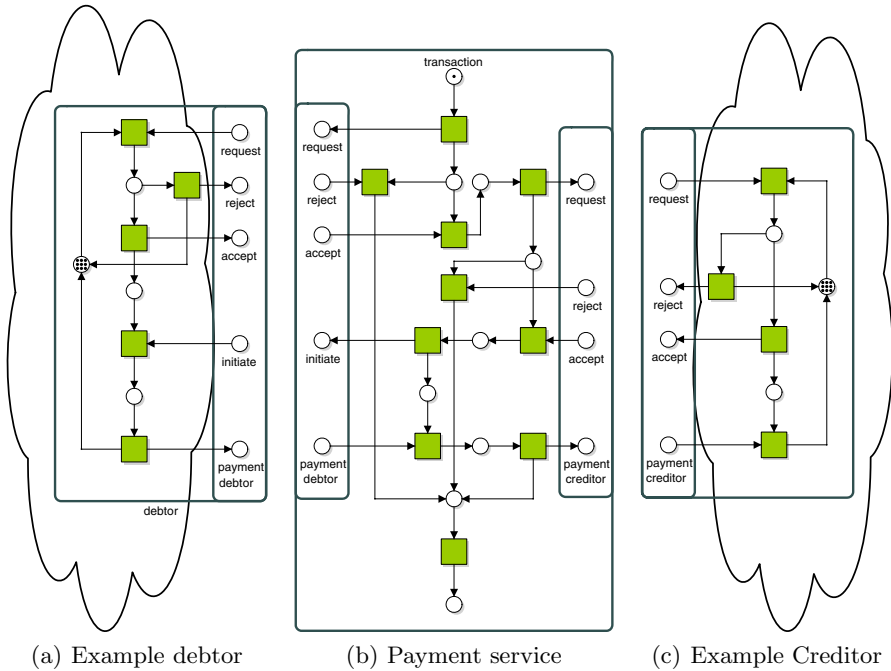 request
reject
accept
initiate
payment
debtor
debtor
transaction
request
reject
accept
initiate
payment
debtor
request
reject
accept
payment
creditor
request
reject
accept
payment
creditor
(a) Example debtor
(b) Payment service
(c) Example Creditor